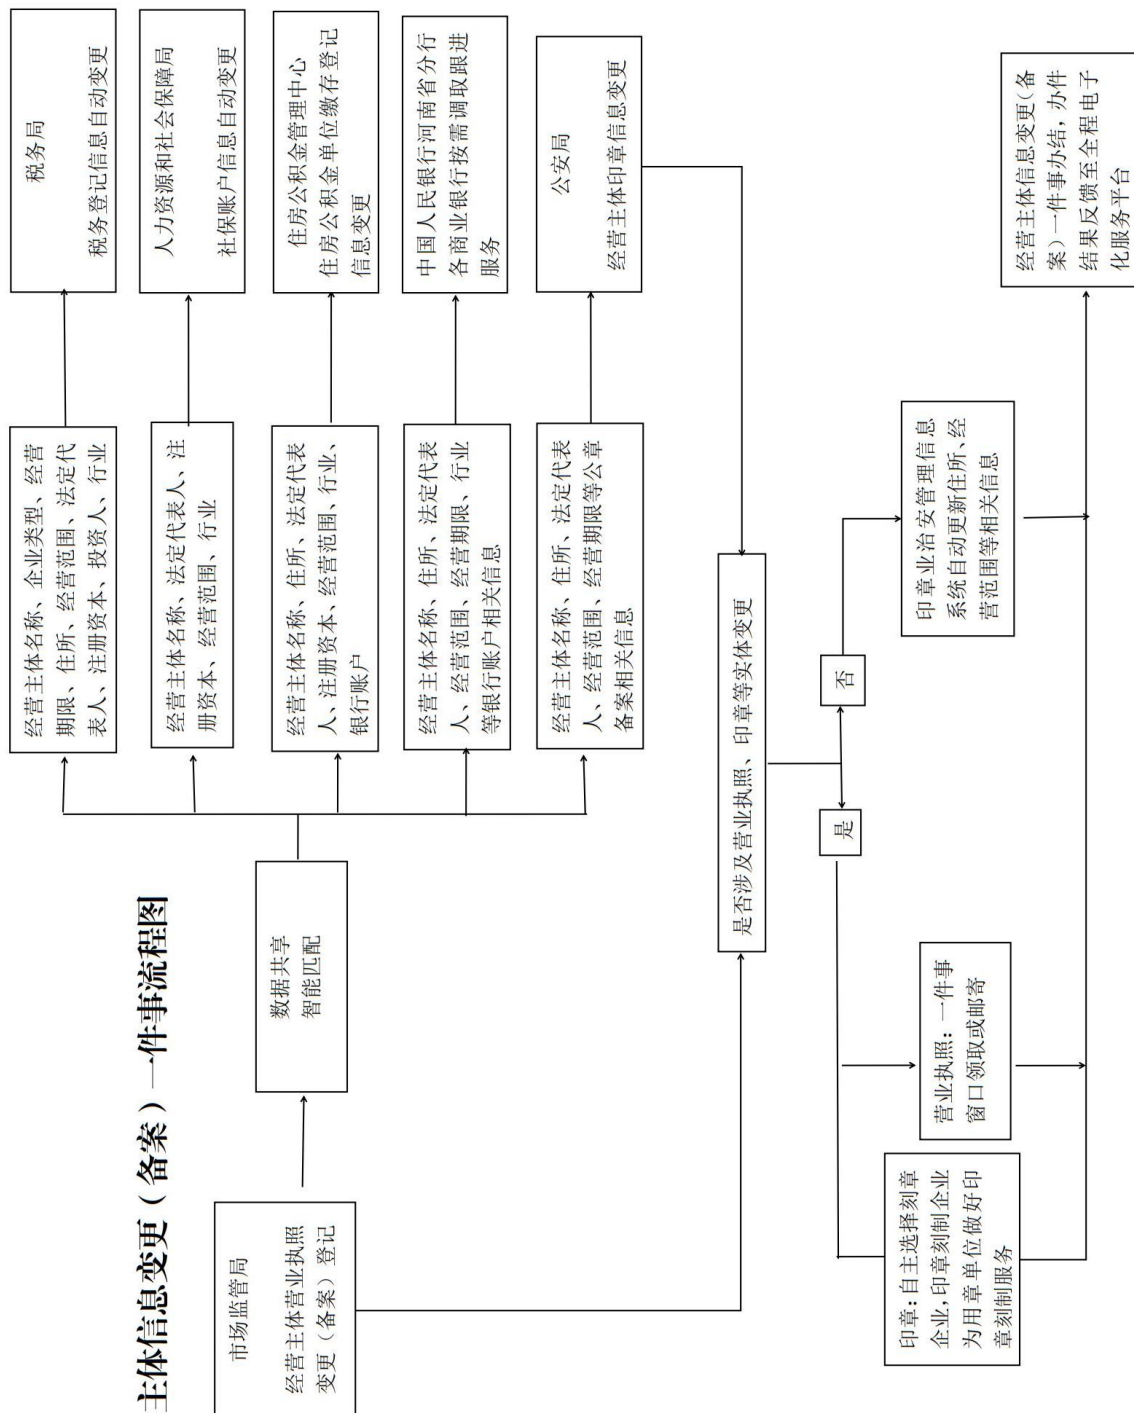 主体信息变更（备案）一件事流程图
市场监管局
经营主体营业执照
变更（备案）登记
数据共享
智能匹配
经营主体名称、企业类型、经营
期限、住所、经营范围、法定代
表人、注册资本、投资人、行业
税务局
税务登记信息自动变更
经营主体名称、法定代表人、注
册资本、经营范围、行业
人力资源和社会保障局
社保账户信息自动变更
经营主体名称、住所、法定代表
人、注册资本、经营范围、行业、
银行账户
住房公积金管理中心
住房公积金单位缴存登记
信息变更
经营主体名称、住所、法定代表
人、经营范围、经营期限、行业
等银行账户相关信息
中国人民银行河南省分行
各商业银行按需调取跟进
服务
经营主体名称、住所、法定代表
人、经营范围、经营期限等公章
备案相关信息
公安局
经营主体印章信息变更
是否涉及营业执照、印章等实体变更
是
否
印章：自主选择刻章
企业，印章刻制企业
为用章单位做好印
章刻制服务
营业执照：一件事
窗口领取或邮寄
印章业治安管理信息
系统自动更新住所、经
营范围等相关信息
经营主体信息变更（备
案）一件事办结，办件
结果反馈至全程电子
化服务平台